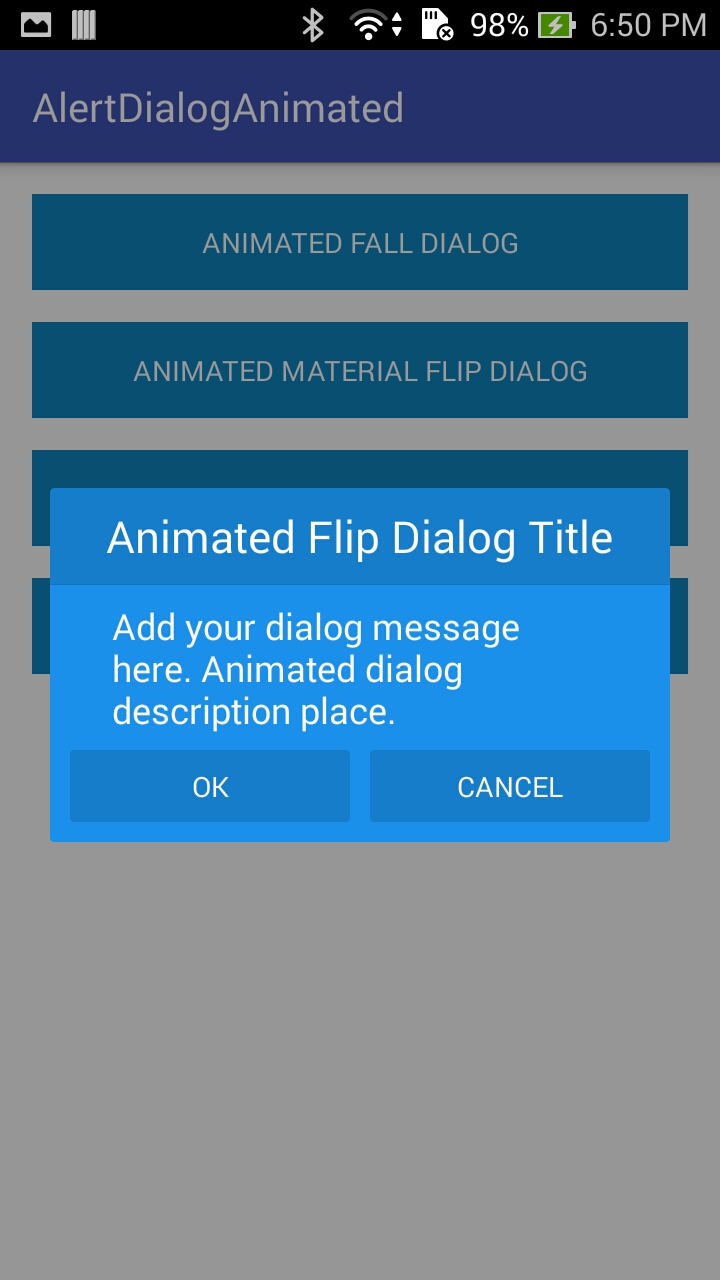 98% 6:50 PM
AlertDialogAnimated
ANIMATED FALL DIALOG
ANIMATED MATERIAL FLIP DIALOG
Animated Flip Dialog Title
Add your dialog message
here. Animated dialog
description place.
OK CANCEL